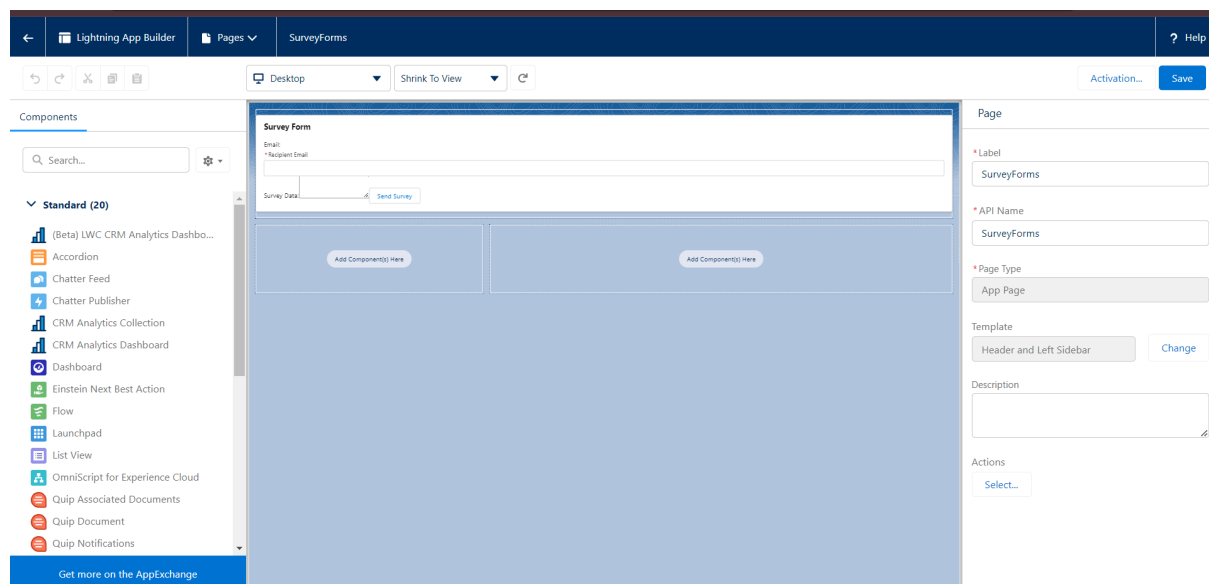 Lightning App Builder
Pages
SurveyForms
? Help
Desktop
Shrink To View
Activation...
Save
Components
Search...
Standard (20)
(Beta) LWC CRM Analytics Dashbo...
Accordion
Chatter Feed
Chatter Publisher
CRM Analytics Collection
CRM Analytics Dashboard
Dashboard
Einstein Next Best Action
Flow
Launchpad
List View
OmniScript for Experience Cloud
Quip Associated Documents
Quip Document
Quip Notifications
Get more on the AppExchange
Survey Form
Email:
*Recipient Email
Survey Data:
Send Survey
Add Component(s) Here
Add Component(s) Here
Page
*Label
SurveyForms
*API Name
SurveyForms
*Page Type
App Page
Template
Header and Left Sidebar
Change
Description
Actions
Select...